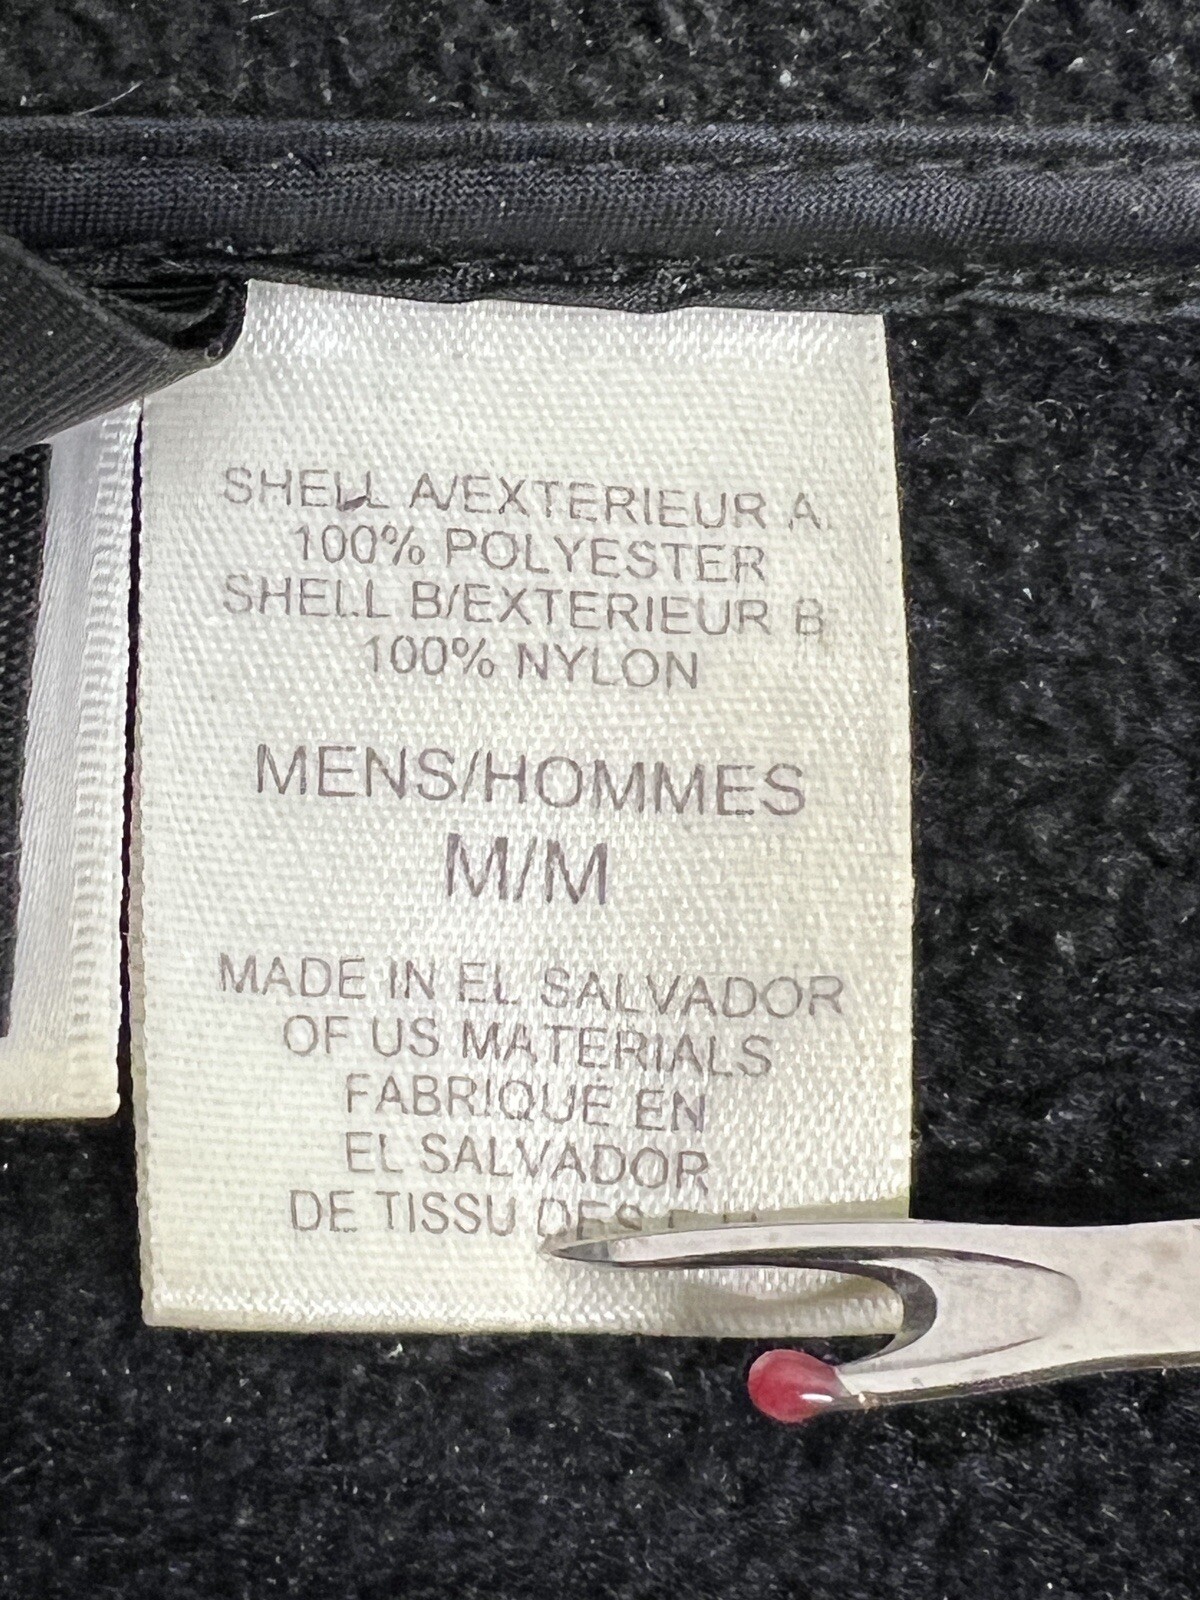 SHELL A/EXTERIEUR A
100% POLYESTER
SHELL B/EXTERIEUR B
100% NYLON
MENS/HOMMES
M/M
MADE IN EL SALVADOR
OF US MATERIALS
FABRIQUE EN
EL SALVADOR
DE TISSU DES